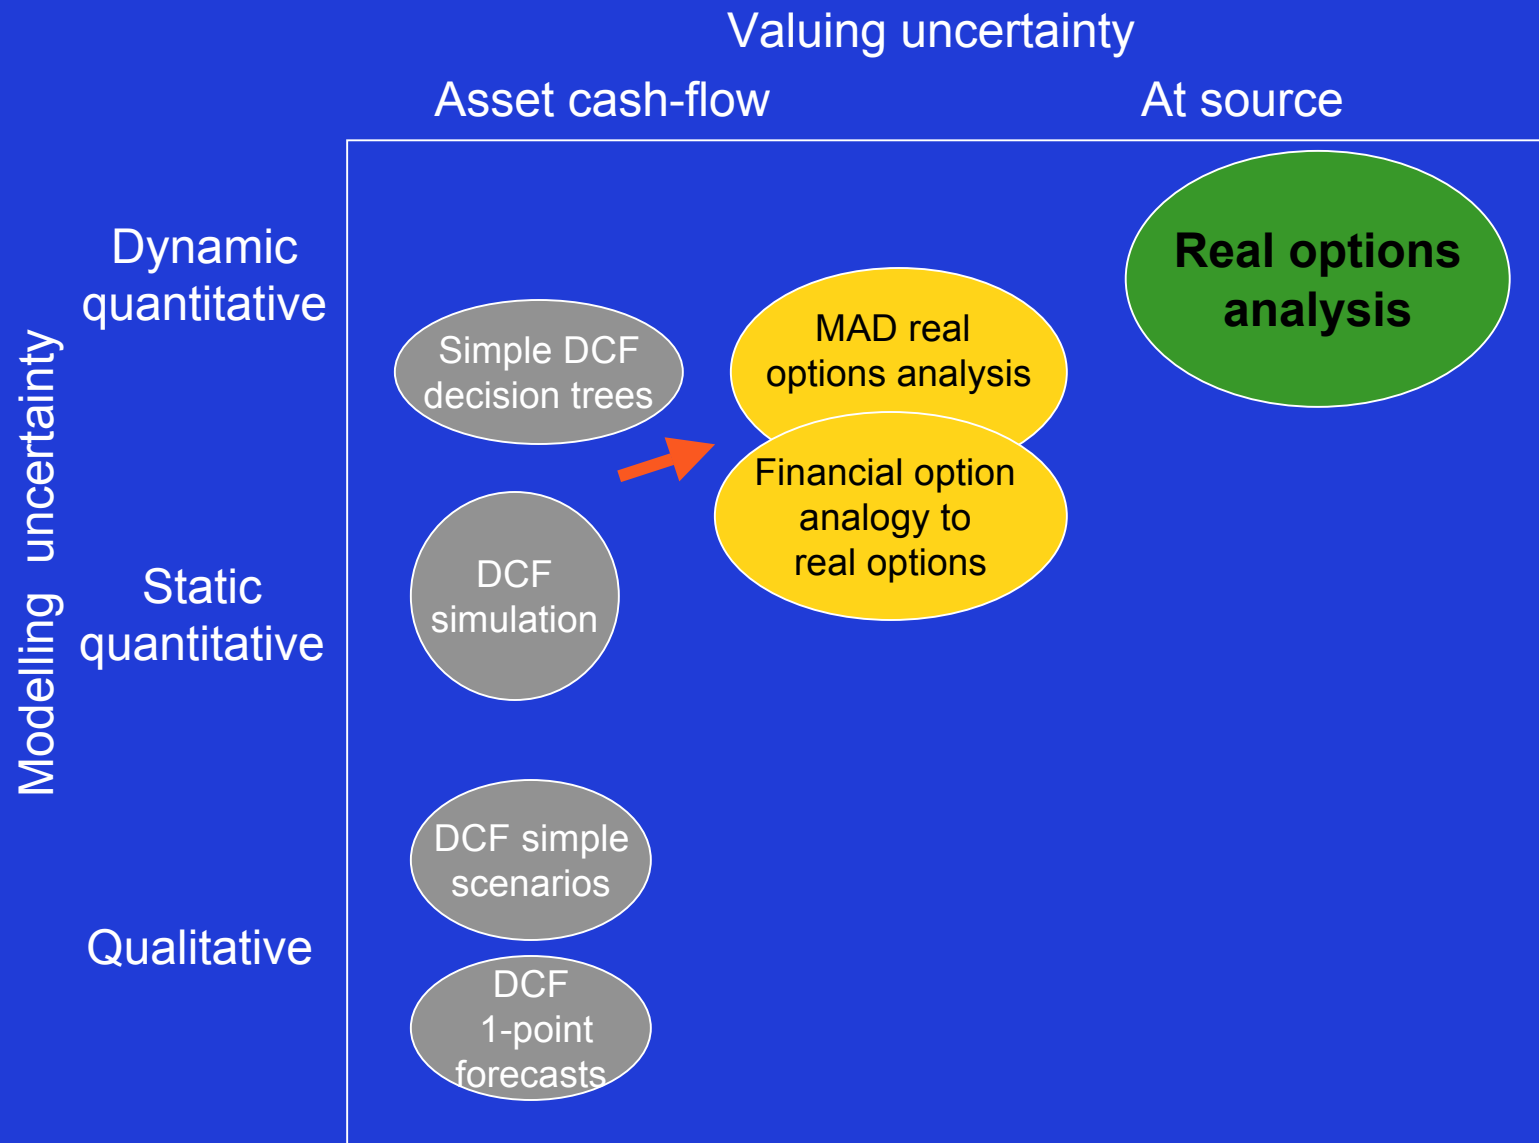 Valuing uncertainty
Asset cash-flow
At source
Modelling uncertainty
Dynamic
quantitative
Static
quantitative
Qualitative
Simple DCF
decision trees
MAD real
options analysis
Real options
analysis
Financial option
analogy to
real options
DCF
simulation
DCF simple
scenarios
DCF
1-point
forecasts